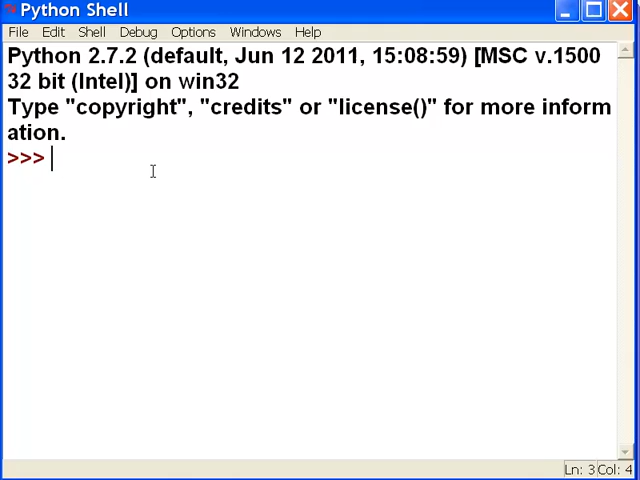 Python Shell
File Edit Shell Debug Options Windows Help
Python 2.7.2 (default, Jun 12 2011, 15:08:59) [MSC v.1500
32 bit (Intel)] on win32
Type "copyright", "credits" or "license()" for more inform
ation.
>>>
Ln: 3 Col: 4